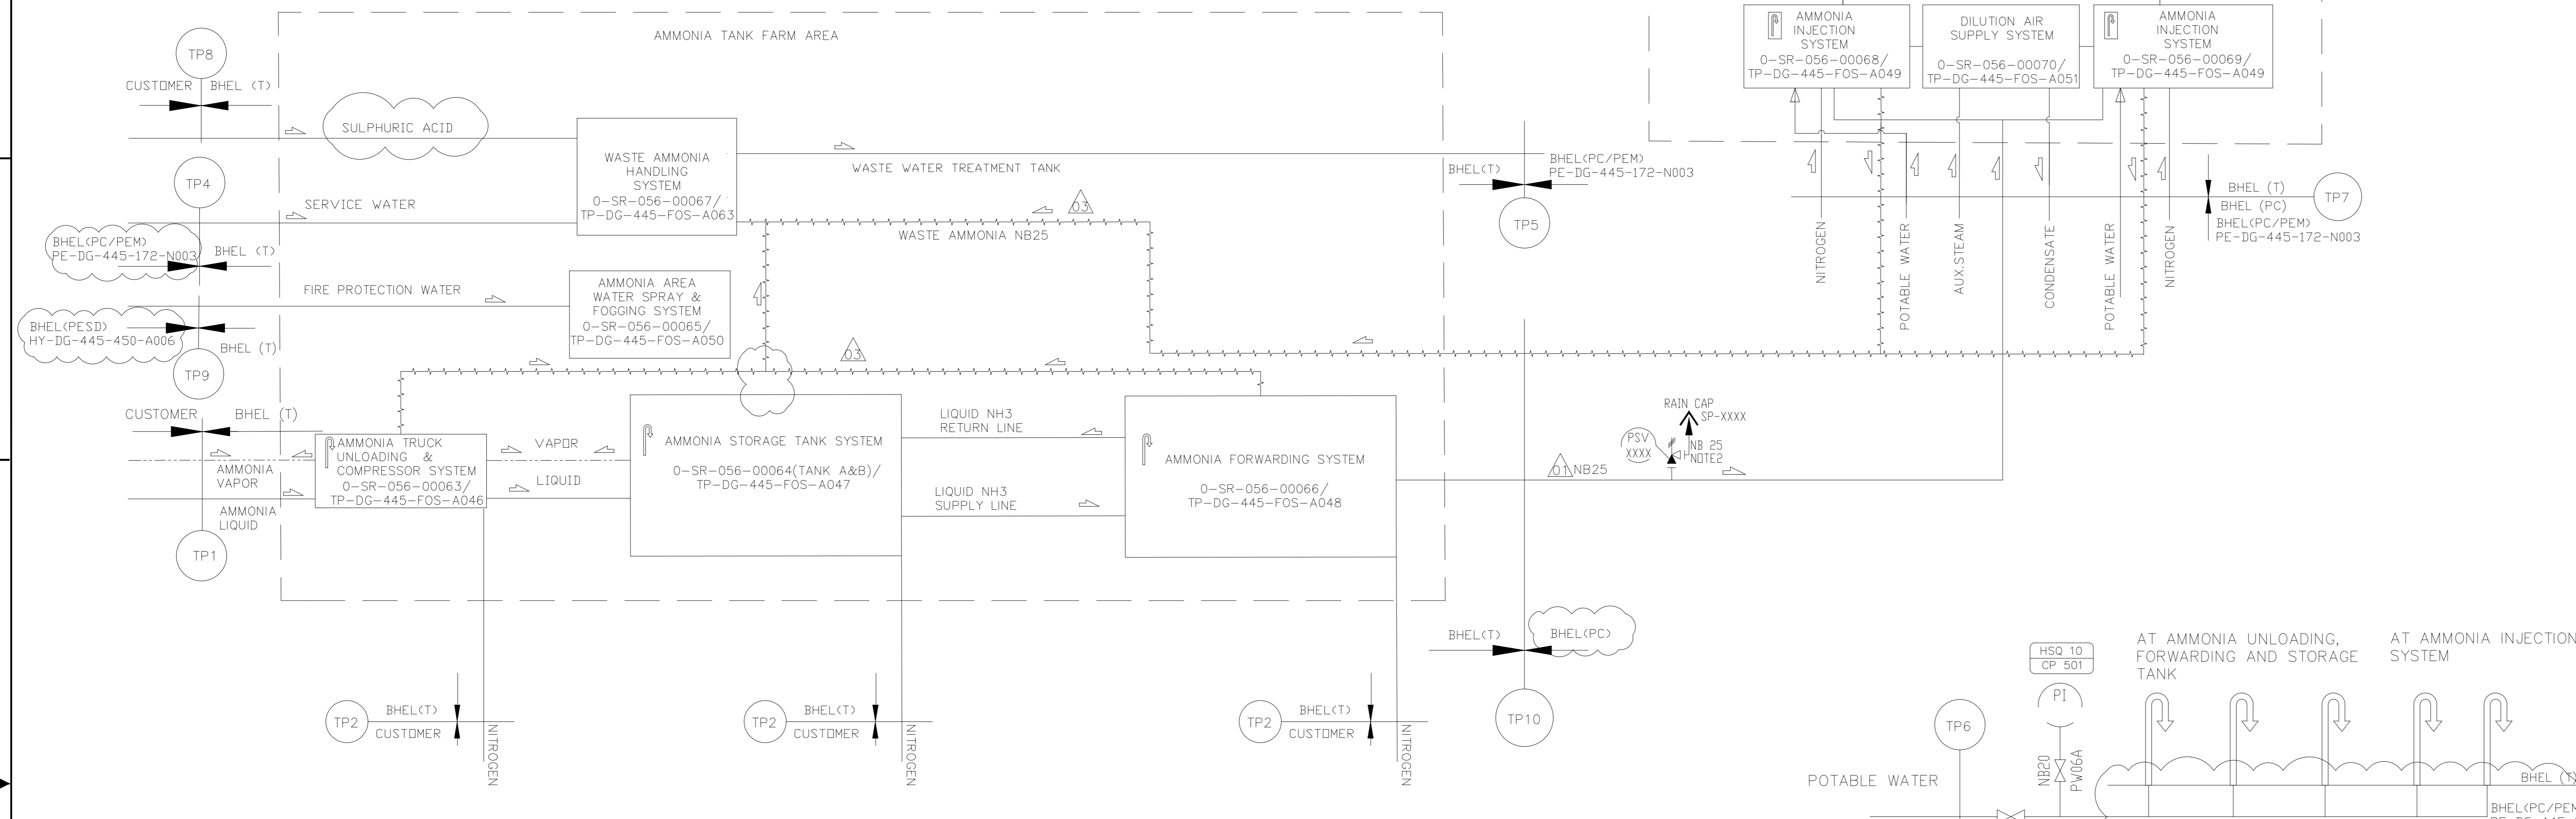 AMMONIA TANK FARM AREA
TP8
CUSTOMER
BHEL (T)
SULPHURIC ACID
TP4
SERVICE WATER
BHEL(PC/PEM)
PE-DG-445-172-N003
BHEL (T)
FIRE PROTECTION WATER
BHEL(PESD)
HY-DG-445-450-A006
BHEL (T)
TP9
WASTE AMMONIA
HANDLING
SYSTEM
0-SR-056-00067/
TP-DG-445-FOS-A063
WASTE WATER TREATMENT TANK
03
WASTE AMMONIA NB25
AMMONIA AREA
WATER SPRAY &
FOGGING SYSTEM
0-SR-056-00065/
TP-DG-445-FOS-A050
03
CUSTOMER
BHEL (T)
AMMONIA
VAPOR
AMMONIA
LIQUID
TP1
AMMONIA TRUCK
UNLOADING &
COMPRESSOR SYSTEM
0-SR-056-00063/
TP-DG-445-FOS-A046
VAPOR
LIQUID
AMMONIA STORAGE TANK SYSTEM
0-SR-056-00064(TANK A&B)/
TP-DG-445-FOS-A047
LIQUID NH3
RETURN LINE
LIQUID NH3
SUPPLY LINE
AMMONIA FORWARDING SYSTEM
0-SR-056-00066/
TP-DG-445-FOS-A048
TP2
BHEL(T)
CUSTOMER
NITROGEN
TP2
BHEL(T)
CUSTOMER
NITROGEN
TP2
BHEL(T)
CUSTOMER
NITROGEN
BHEL(T)
BHEL(PC/PEM)
PE-DG-445-172-N003
TP5
01
NB25
PSV
XXXX
RAIN CAP
SP-XXXX
NB 25
NOTE2
BHEL(T)
BHEL(PC)
TP10
AMMONIA
INJECTION
SYSTEM
0-SR-056-00068/
TP-DG-445-FOS-A049
DILUTION AIR
SUPPLY SYSTEM
0-SR-056-00070/
TP-DG-445-FOS-A051
AMMONIA
INJECTION
SYSTEM
0-SR-056-00069/
TP-DG-445-FOS-A049
NITROGEN
POTABLE WATER
AUX.STEAM
CONDENSATE
POTABLE WATER
NITROGEN
BHEL (T)
BHEL (PC)
BHEL(PC/PEM)
PE-DG-445-172-N003
TP7
HSQ 10
CP 501
PI
NB20
PW06A
TP6
POTABLE WATER
AT AMMONIA UNLOADING,
FORWARDING AND STORAGE
TANK
AT AMMONIA INJECTION
SYSTEM
BHEL (T)
BHEL(PC/PEM